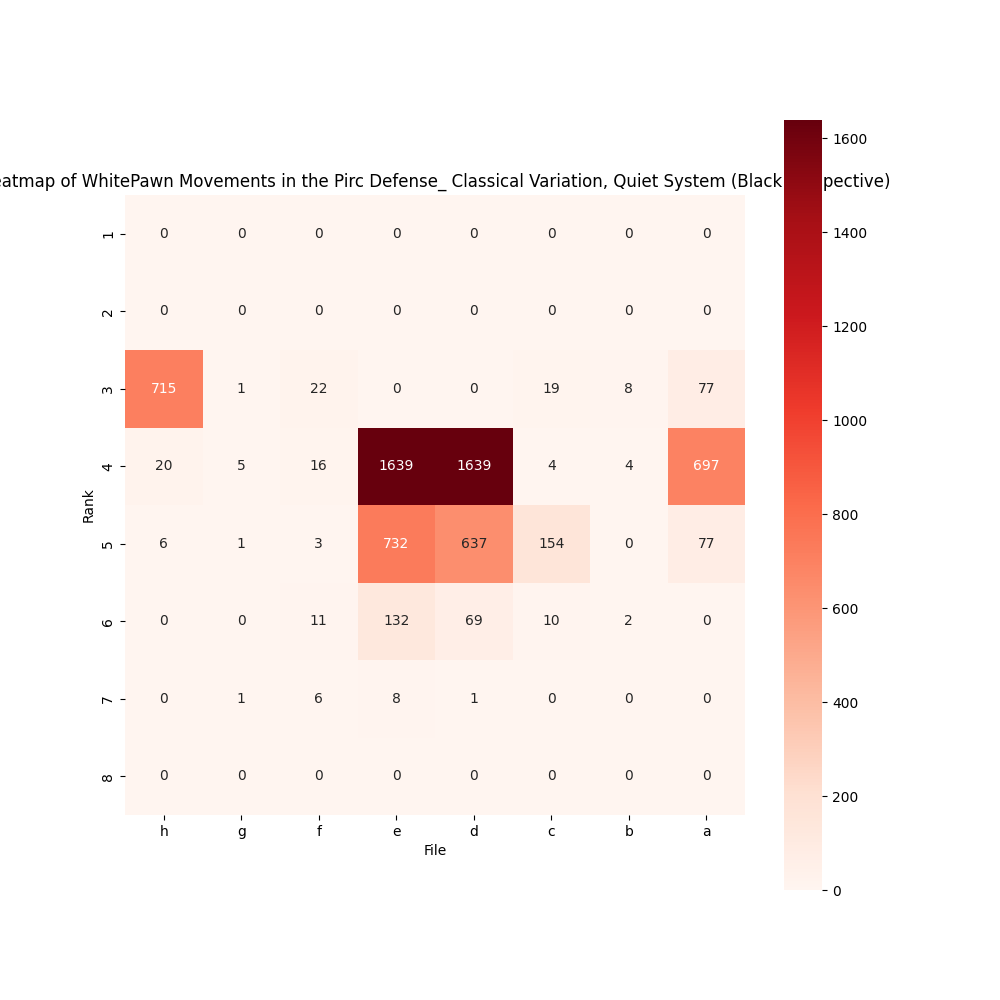 eatmap of WhitePawn Movements in the Pirc Defense_ Classical Variation, Quiet System (Black pective)
1 0 0 0 0 0 0 0 0
2 0 0 0 0 0 0 0 0
3 715 1 22 0 0 19 8 77
4 20 5 16 1639 1639 4 4 697
5 6 1 3 732 637 154 0 77
6 0 0 11 132 69 10 2 0
7 0 1 6 8 1 0 0 0
8 0 0 0 0 0 0 0 0
h g f e d c b a
File
Rank
1600
1400
1200
1000
800
600
400
200
0